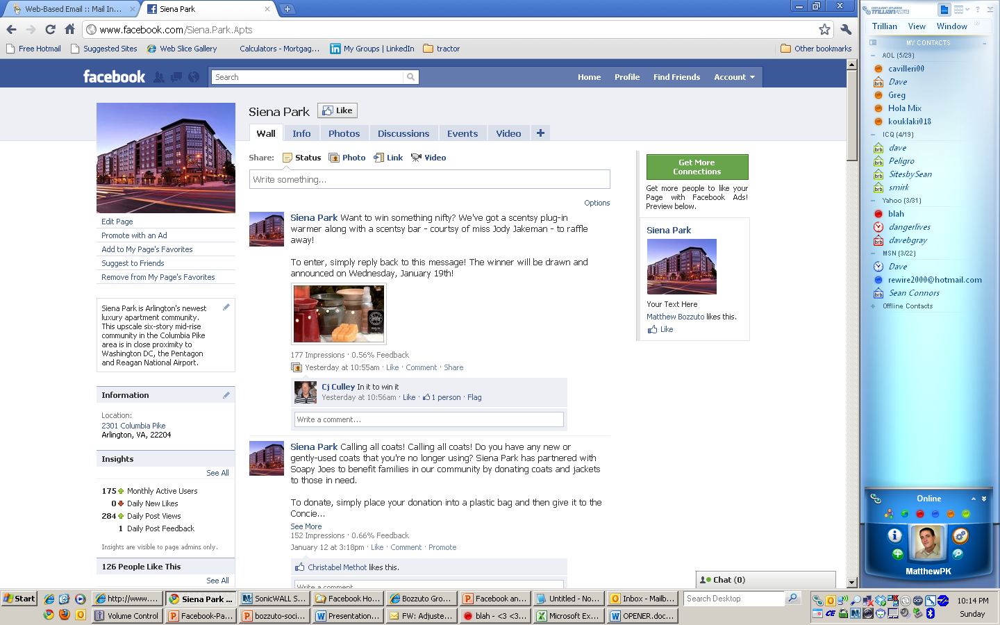 Web-Based Email :: Mail In...
Siena Park
www.facebook.com/Siena.Park.Apts
Free Hotmail
Suggested Sites
Web Slice Gallery
Calculators - Mortgag...
My Groups | LinkedIn
tractor
Other bookmarks
facebook
Search
Home
Profile
Find Friends
Account
Siena Park
Like
Wall
Info
Photos
Discussions
Events
Video
Share:
Status
Photo
Link
Video
Write something...
Options
Edit Page
Promote with an Ad
Add to My Page's Favorites
Suggest to Friends
Remove from My Page's Favorites
Siena Park is Arlington's newest
luxury apartment community.
This upscale six-story mid-rise
community in the Columbia Pike
area is in close proximity to
Washington DC, the Pentagon
and Reagan National Airport.
Information
Location:
2301 Columbia Pike
Arlington, VA, 22204
Insights
See All
175 Monthly Active Users
0 Daily New Likes
284 Daily Post Views
1 Daily Post Feedback
Insights are visible to page admins only.
126 People Like This
See All
Siena Park Want to win something nifty? We've got a scentsy plug-in
warmer along with a scentsy bar - courtsy of miss Jody Jakeman - to raffle
away!
To enter, simply reply back to this message! The winner will be drawn and
announced on Wednesday, January 19th!
177 Impressions · 0.56% Feedback
Yesterday at 10:55am · Like · Comment · Share
Cj Culley In it to win it
Yesterday at 10:56am · Like · 1 person · Flag
Write a comment...
Siena Park Calling all coats! Calling all coats! Do you have any new or
gently-used coats that you're no longer using? Siena Park has partnered with
Soapy Joes to benefit families in our community by donating coats and jackets
to those in need.
To donate, simply place your donation into a plastic bag and then give it to the
Concie...
See More
152 Impressions · 0.66% Feedback
January 12 at 3:18pm · Like · Comment · Promote
Christabel Methot likes this.
Write a comment...
Get More
Connections
Get more people to like your
Page with Facebook Ads!
Preview below.
Siena Park
Your Text Here
Matthew Bozzuto likes this.
Like
Chat (0)
TRILLIAN ASTRA
Trillian
View
Window
MY CONTACTS
AOL (5/29)
cavilleri00
brb Dave
Greg
Hola Mix
kouklaki018
ICQ (4/19)
brb dave
brb Peligro
brb SitesbySean
brb smirk
Yahoo (3/31)
blah
dangerlives
brb davebgray
MSN (3/22)
Dave
rewire2000@hotmail.com
brb Sean Connors
Offline Contacts
Online
MatthewPK
Start
http://www....
Siena Park ...
SonicWALL S...
Facebook Ho...
Bozzuto Gro...
Facebook an...
Untitled - No...
Inbox - Mailb...
Search Desktop
10:14 PM
Volume Control
Facebook-Pa...
bozzuto-soci...
Presentation...
FW: Adjuste...
blah - <3 <3...
Microsoft Ex...
OPENER.doc...
Sunday